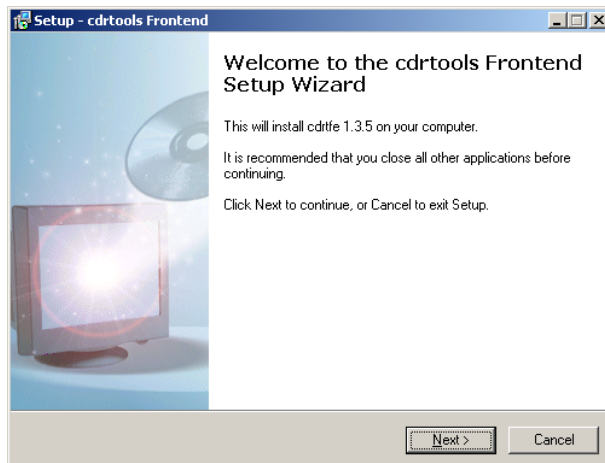 Setup - cdrtools Frontend
Welcome to the cdrtools Frontend
Setup Wizard
This will install cdrtfe 1.3.5 on your computer.
It is recommended that you close all other applications before
continuing.
Click Next to continue, or Cancel to exit Setup.
Next >
Cancel